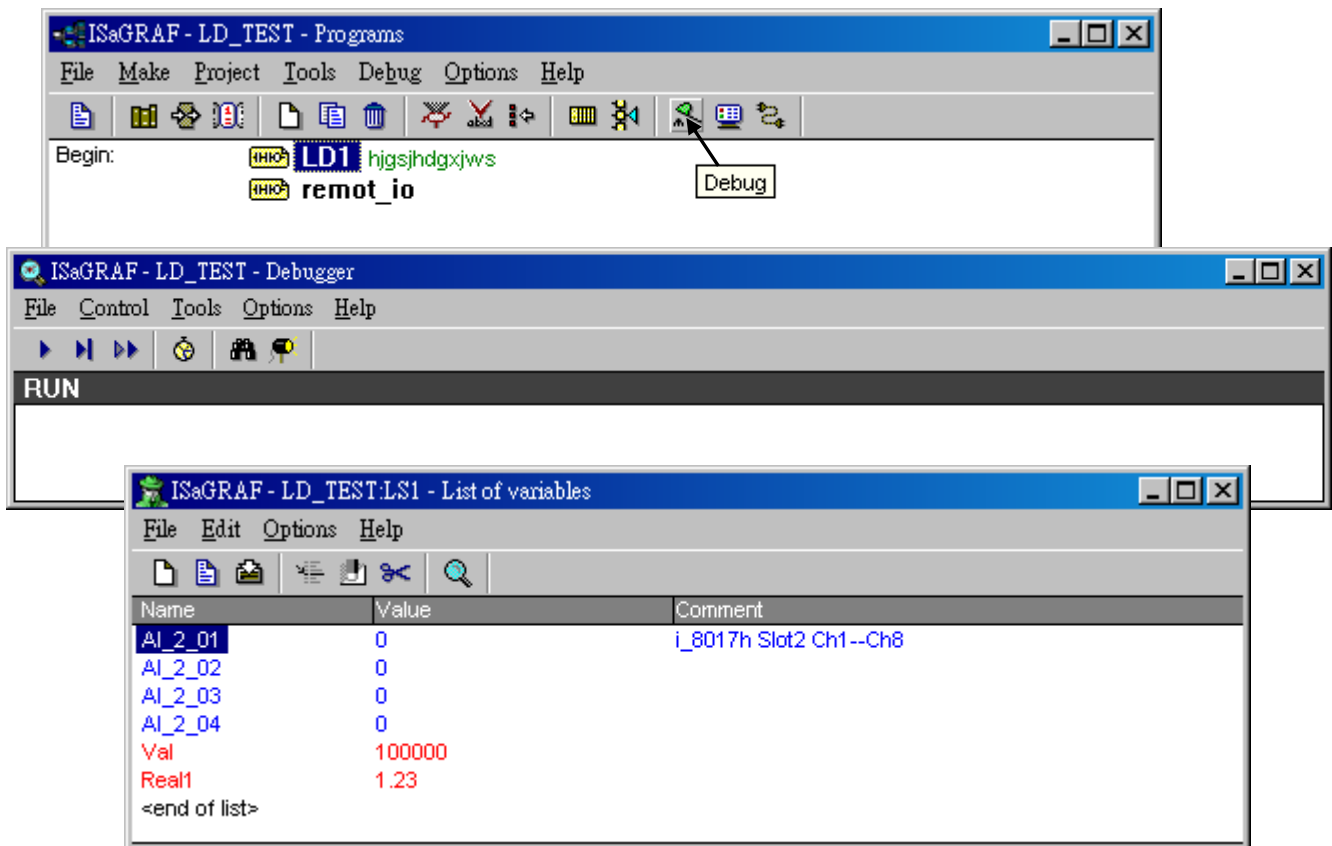 ISaGRAF - LD_TEST - Programs
File Make Project Tools Debug Options Help
Begin: LD1 hjgsjhdgxjws
remot_io
Debug
ISaGRAF - LD_TEST - Debugger
File Control Tools Options Help
RUN
ISaGRAF - LD_TEST:LS1 - List of variables
File Edit Options Help
Name Value Comment
AI_2_01 0 i_8017h Slot2 Ch1--Ch8
AI_2_02 0
AI_2_03 0
AI_2_04 0
Val 100000
Real1 1.23
<end of list>